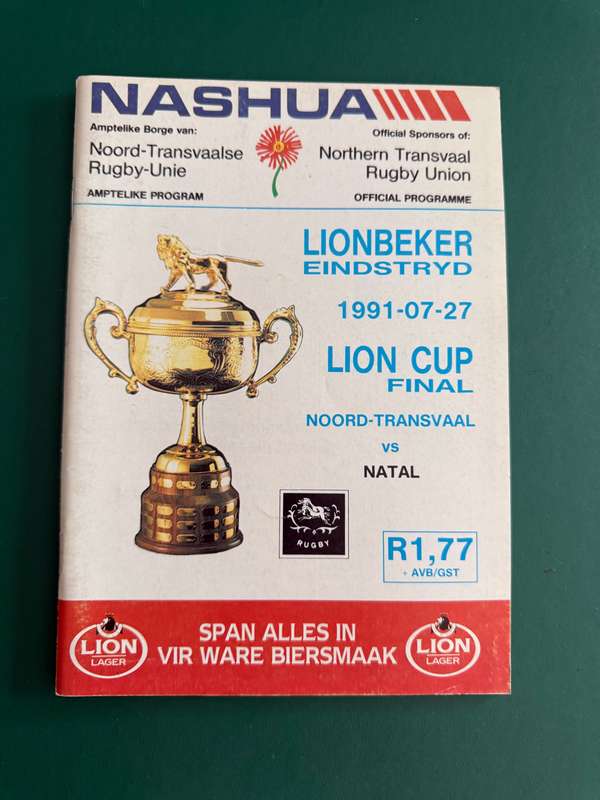 NASHUA
Amptelike Borge van:
Noord-Transvaalse
Rugby-Unie
AMPTELIKE PROGRAM
Official Sponsors of:
Northern Transvaal
Rugby Union
OFFICIAL PROGRAMME
LIONBEKER
EINDSTRYD
1991-07-27
LION CUP
FINAL
NOORD-TRANSVAAL
vs
NATAL
RUGBY
R1,77
+ AVB/GST
LION
LAGER
SPAN ALLES IN
VIR WARE BIERSMAAK
LION
LAGER